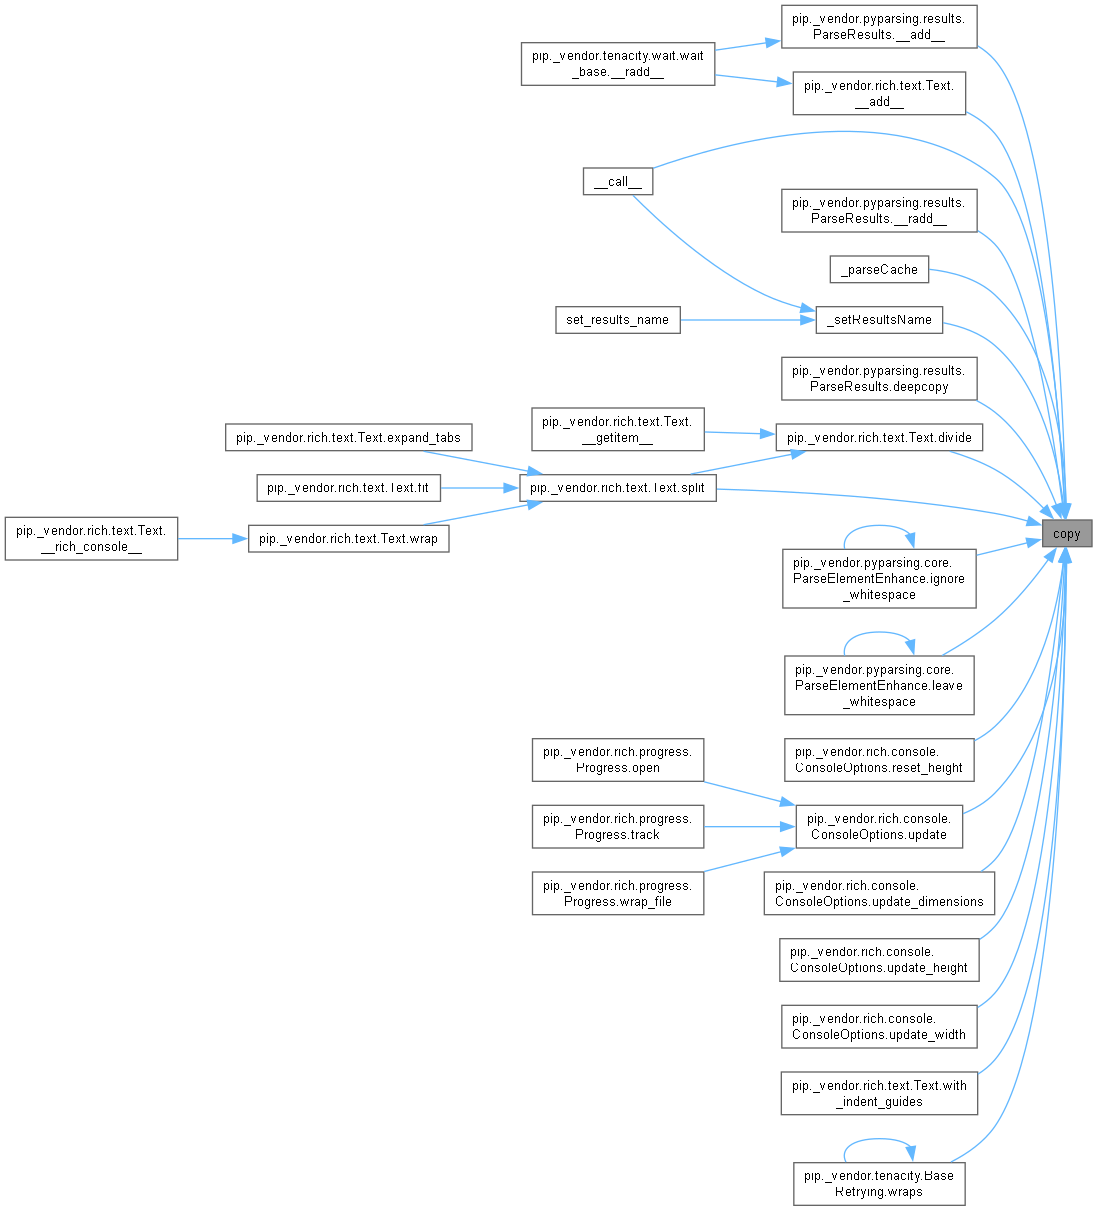 pip._vendor.pyparsing.results.
ParseResults.__add__
pip._vendor.tenacity.wait.wait
_base.__radd__
pip._vendor.rich.text.Text.
__add__
__call__
pip._vendor.pyparsing.results.
ParseResults.__radd__
_parseCache
set_results_name
_setResultsName
pip._vendor.pyparsing.results.
ParseResults.deepcopy
pip._vendor.rich.text.Text.
__getitem__
pip._vendor.rich.text.Text.divide
pip._vendor.rich.text.Text.expand_tabs
pip._vendor.rich.text.Text.fit
pip._vendor.rich.text.Text.split
pip._vendor.rich.text.Text.
__rich_console__
pip._vendor.rich.text.Text.wrap
copy
pip._vendor.pyparsing.core.
ParseElementEnhance.ignore
_whitespace
pip._vendor.pyparsing.core.
ParseElementEnhance.leave
_whitespace
pip._vendor.rich.progress.
Progress.open
pip._vendor.rich.console.
ConsoleOptions.reset_height
pip._vendor.rich.progress.
Progress.track
pip._vendor.rich.console.
ConsoleOptions.update
pip._vendor.rich.progress.
Progress.wrap_file
pip._vendor.rich.console.
ConsoleOptions.update_dimensions
pip._vendor.rich.console.
ConsoleOptions.update_height
pip._vendor.rich.console.
ConsoleOptions.update_width
pip._vendor.rich.text.Text.with
_indent_guides
pip._vendor.tenacity.Base
Retrying.wraps